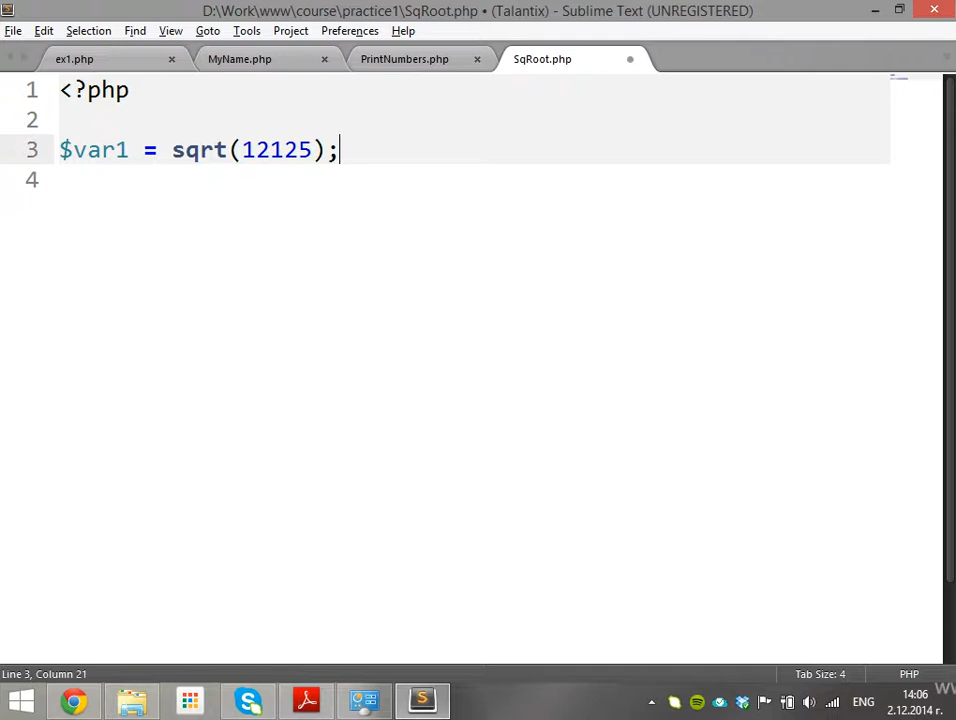 D:\Work\www\course\practice1\SqRoot.php • (Talantix) - Sublime Text (UNREGISTERED)
File Edit Selection Find View Goto Tools Project Preferences Help
ex1.php MyName.php PrintNumbers.php SqRoot.php
1 <?php
2
3 $var1 = sqrt(12125);
4
Line 3, Column 21 Tab Size: 4 PHP
ЕНГ 14:06
2.12.2014 г.